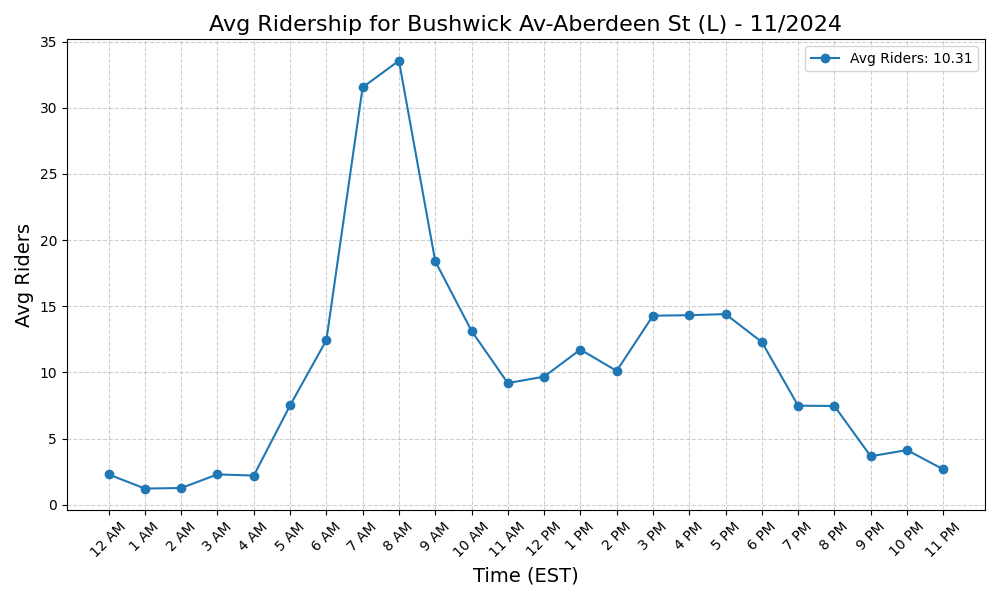 Avg Ridership for Bushwick Av-Aberdeen St (L) - 11/2024
Avg Riders: 10.31
Avg Riders
35
30
25
20
15
10
5
0
12 AM
1 AM
2 AM
3 AM
4 AM
5 AM
6 AM
7 AM
8 AM
9 AM
10 AM
11 AM
12 PM
1 PM
2 PM
3 PM
4 PM
5 PM
6 PM
7 PM
8 PM
9 PM
10 PM
11 PM
Time (EST)